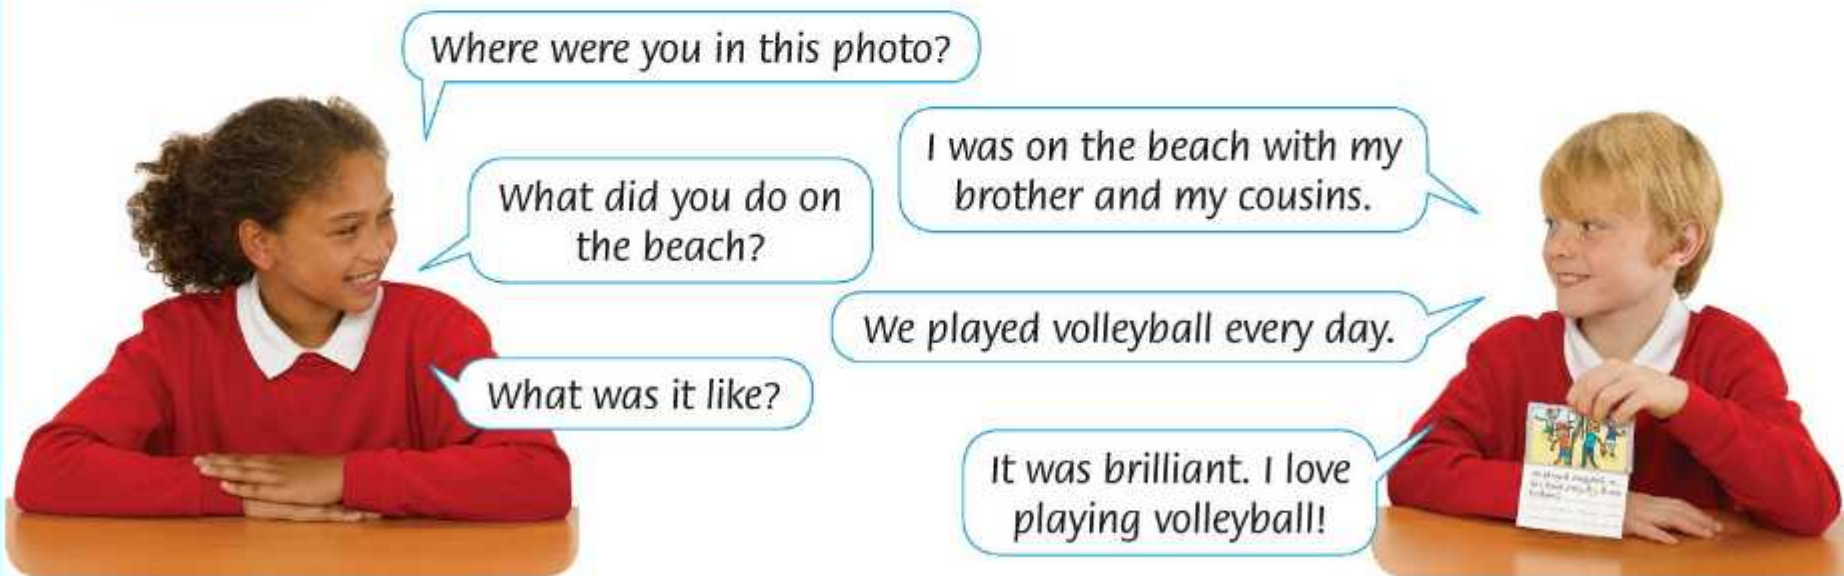 Where were you in this photo?
I was on the beach with my
brother and my cousins.
What did you do on
the beach?
We played volleyball every day.
What was it like?
It was brilliant. I love
playing volleyball!